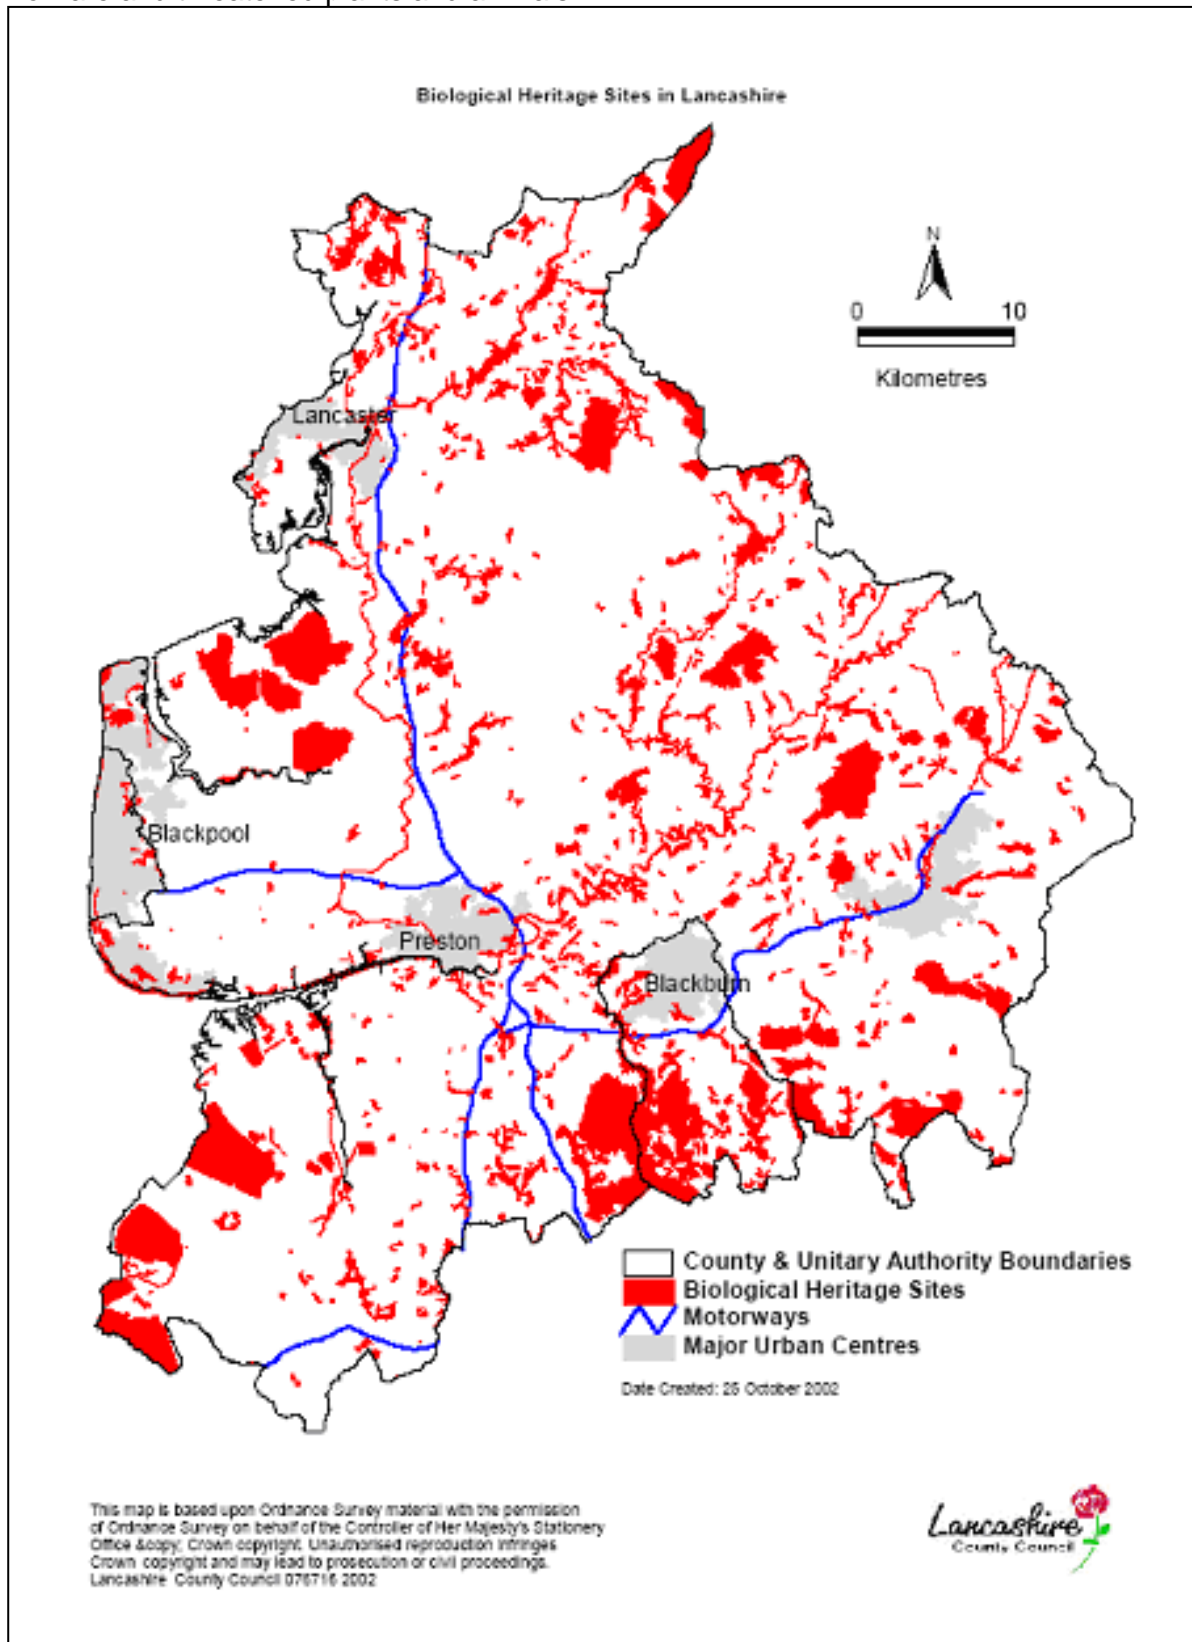 Biological Heritage Sites in Lancashire
N
0 10
Kilometres
Lancaster
Blackpool
Preston
Blackburn
County & Unitary Authority Boundaries
Biological Heritage Sites
Motorways
Major Urban Centres
Date Created: 25 October 2002
This map is based upon Ordnance Survey material with the permission
of Ordnance Survey on behalf of the Controller of Her Majesty's Stationery
Office &copy; Crown copyright. Unauthorised reproduction infringes
Crown copyright and may lead to prosecution or civil proceedings.
Lancashire County Council 076716 2002
Lancashire
County Council